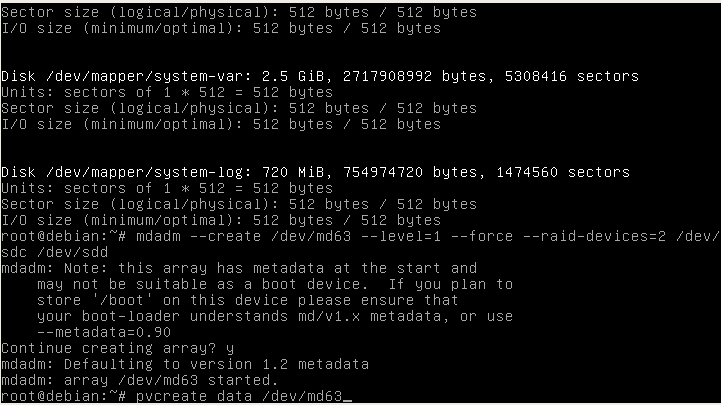 Sector size (logical/physical): 512 bytes / 512 bytes
I/O size (minimum/optimal): 512 bytes / 512 bytes
Disk /dev/mapper/system-var: 2.5 GiB, 2717908992 bytes, 5308416 sectors
Units: sectors of 1 * 512 = 512 bytes
Sector size (logical/physical): 512 bytes / 512 bytes
I/O size (minimum/optimal): 512 bytes / 512 bytes
Disk /dev/mapper/system-log: 720 MiB, 754974720 bytes, 1474560 sectors
Units: sectors of 1 * 512 = 512 bytes
Sector size (logical/physical): 512 bytes / 512 bytes
I/O size (minimum/optimal): 512 bytes / 512 bytes
root@debian:~# mdadm --create /dev/md63 --level=1 --force --raid-devices=2 /dev/
sdc /dev/sdd
mdadm: Note: this array has metadata at the start and
    may not be suitable as a boot device.  If you plan to
    store '/boot' on this device please ensure that
    your boot-loader understands md/v1.x metadata, or use
    --metadata=0.90
Continue creating array? y
mdadm: Defaulting to version 1.2 metadata
mdadm: array /dev/md63 started.
root@debian:~# pvcreate data /dev/md63_